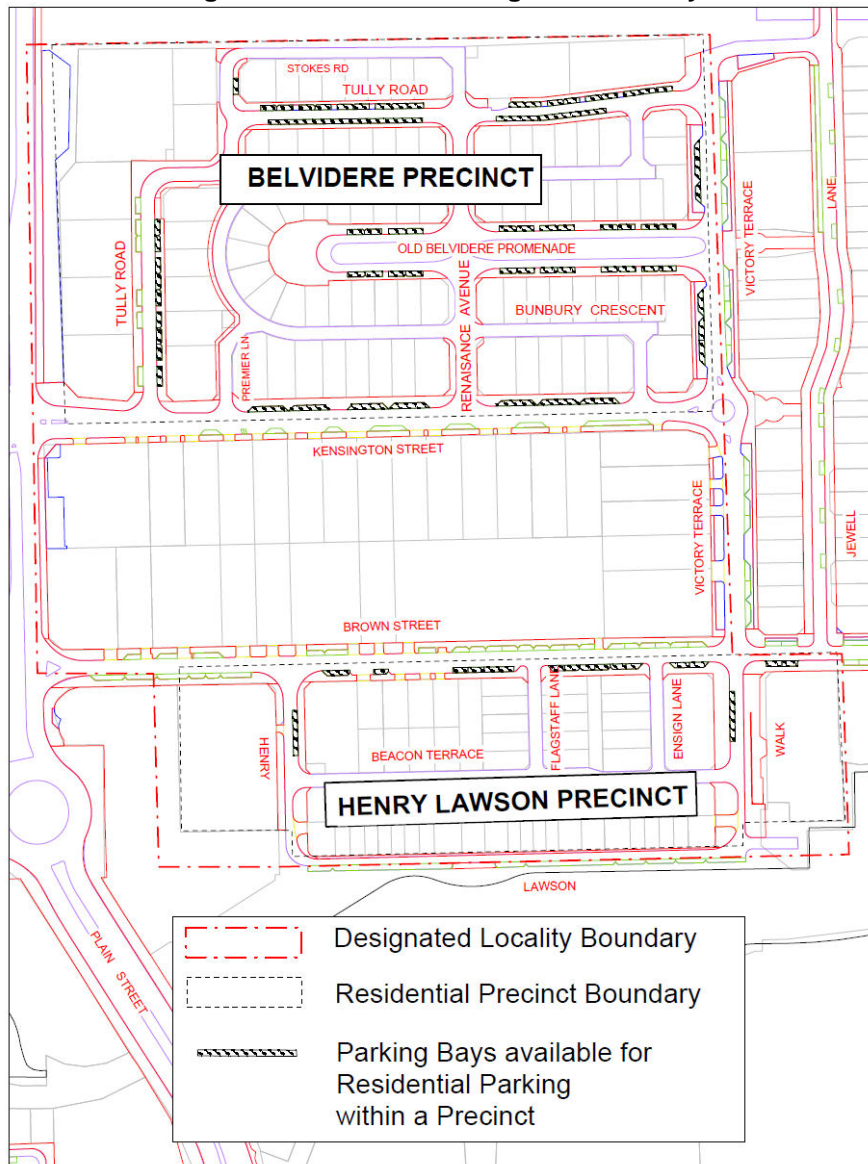 STOKES RD
TULLY ROAD
BELVIDERE PRECINCT
LANE
VICTORY TERRACE
TULLY ROAD
OLD BELVIDERE PROMENADE
RENAISANCE AVENUE
BUNBURY CRESCENT
PREMIER LN
KENSINGTON STREET
VICTORY TERRACE
JEWELL
BROWN STREET
FLAGSTAFF LANE
ENSIGN LANE
HENRY
BEACON TERRACE
WALK
HENRY LAWSON PRECINCT
LAWSON
PLAIN STREET
Designated Locality Boundary
Residential Precinct Boundary
Parking Bays available for
Residential Parking
within a Precinct